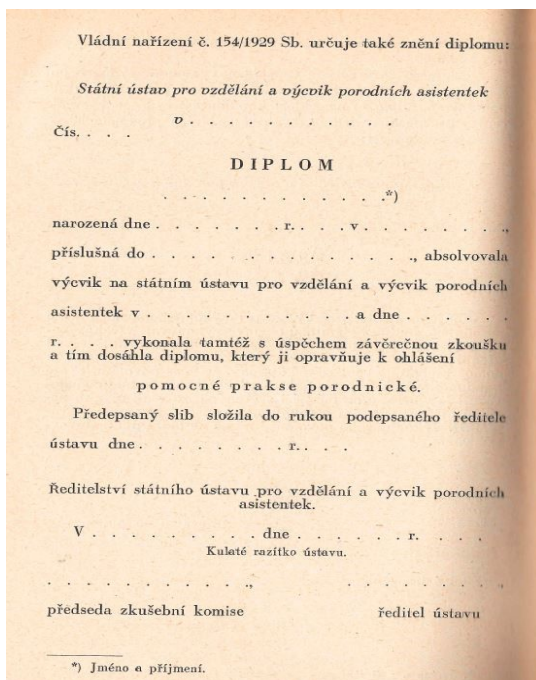 Vládní nařízení č. 154/1929 Sb. určuje také znění diplomu:
Státní ústav pro vzdělání a výcvik porodních asistentek
v . . . . . . . . . . .
Čís. . . .
DIPLOM
. . . . . . . . . . . . .*)
narozená dne . . . . . . . r. . . . v . . . . . . . .,
příslušná do . . . . . . . . . . . . . ., absolvovala
výcvik na státním ústavu pro vzdělání a výcvik porodních
asistentek v . . . . . . . . . . . a dne . . . . . .
r. . . . vykonala tamtéž s úspěchem závěrečnou zkoušku
a tím dosáhla diplomu, který ji opravňuje k ohlášení
pomocné prakse porodnické.
Předepsaný slib složila do rukou podepsaného ředitele
ústavu dne . . . . . . . . r. . . .
Ředitelství státního ústavu pro vzdělání a výcvik porodních
asistentek.
V . . . . . . . . . dne . . . . . . r. . . .
Kulaté razítko ústavu.
. . . . . . . . . . ., . . . . . . . . .,
předseda zkušební komise ředitel ústavu
*) Jméno a příjmení.